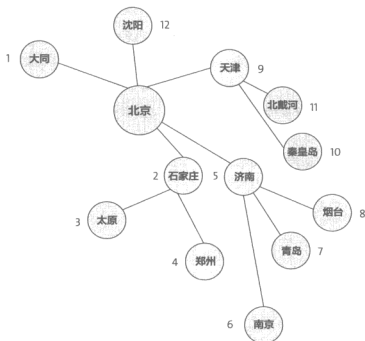 沈阳 12
1 大同
天津 9
北京
北戴河 11
秦皇岛 10
2 石家庄
5 济南
太原 3
烟台 8
青岛 7
郑州 4
6 南京